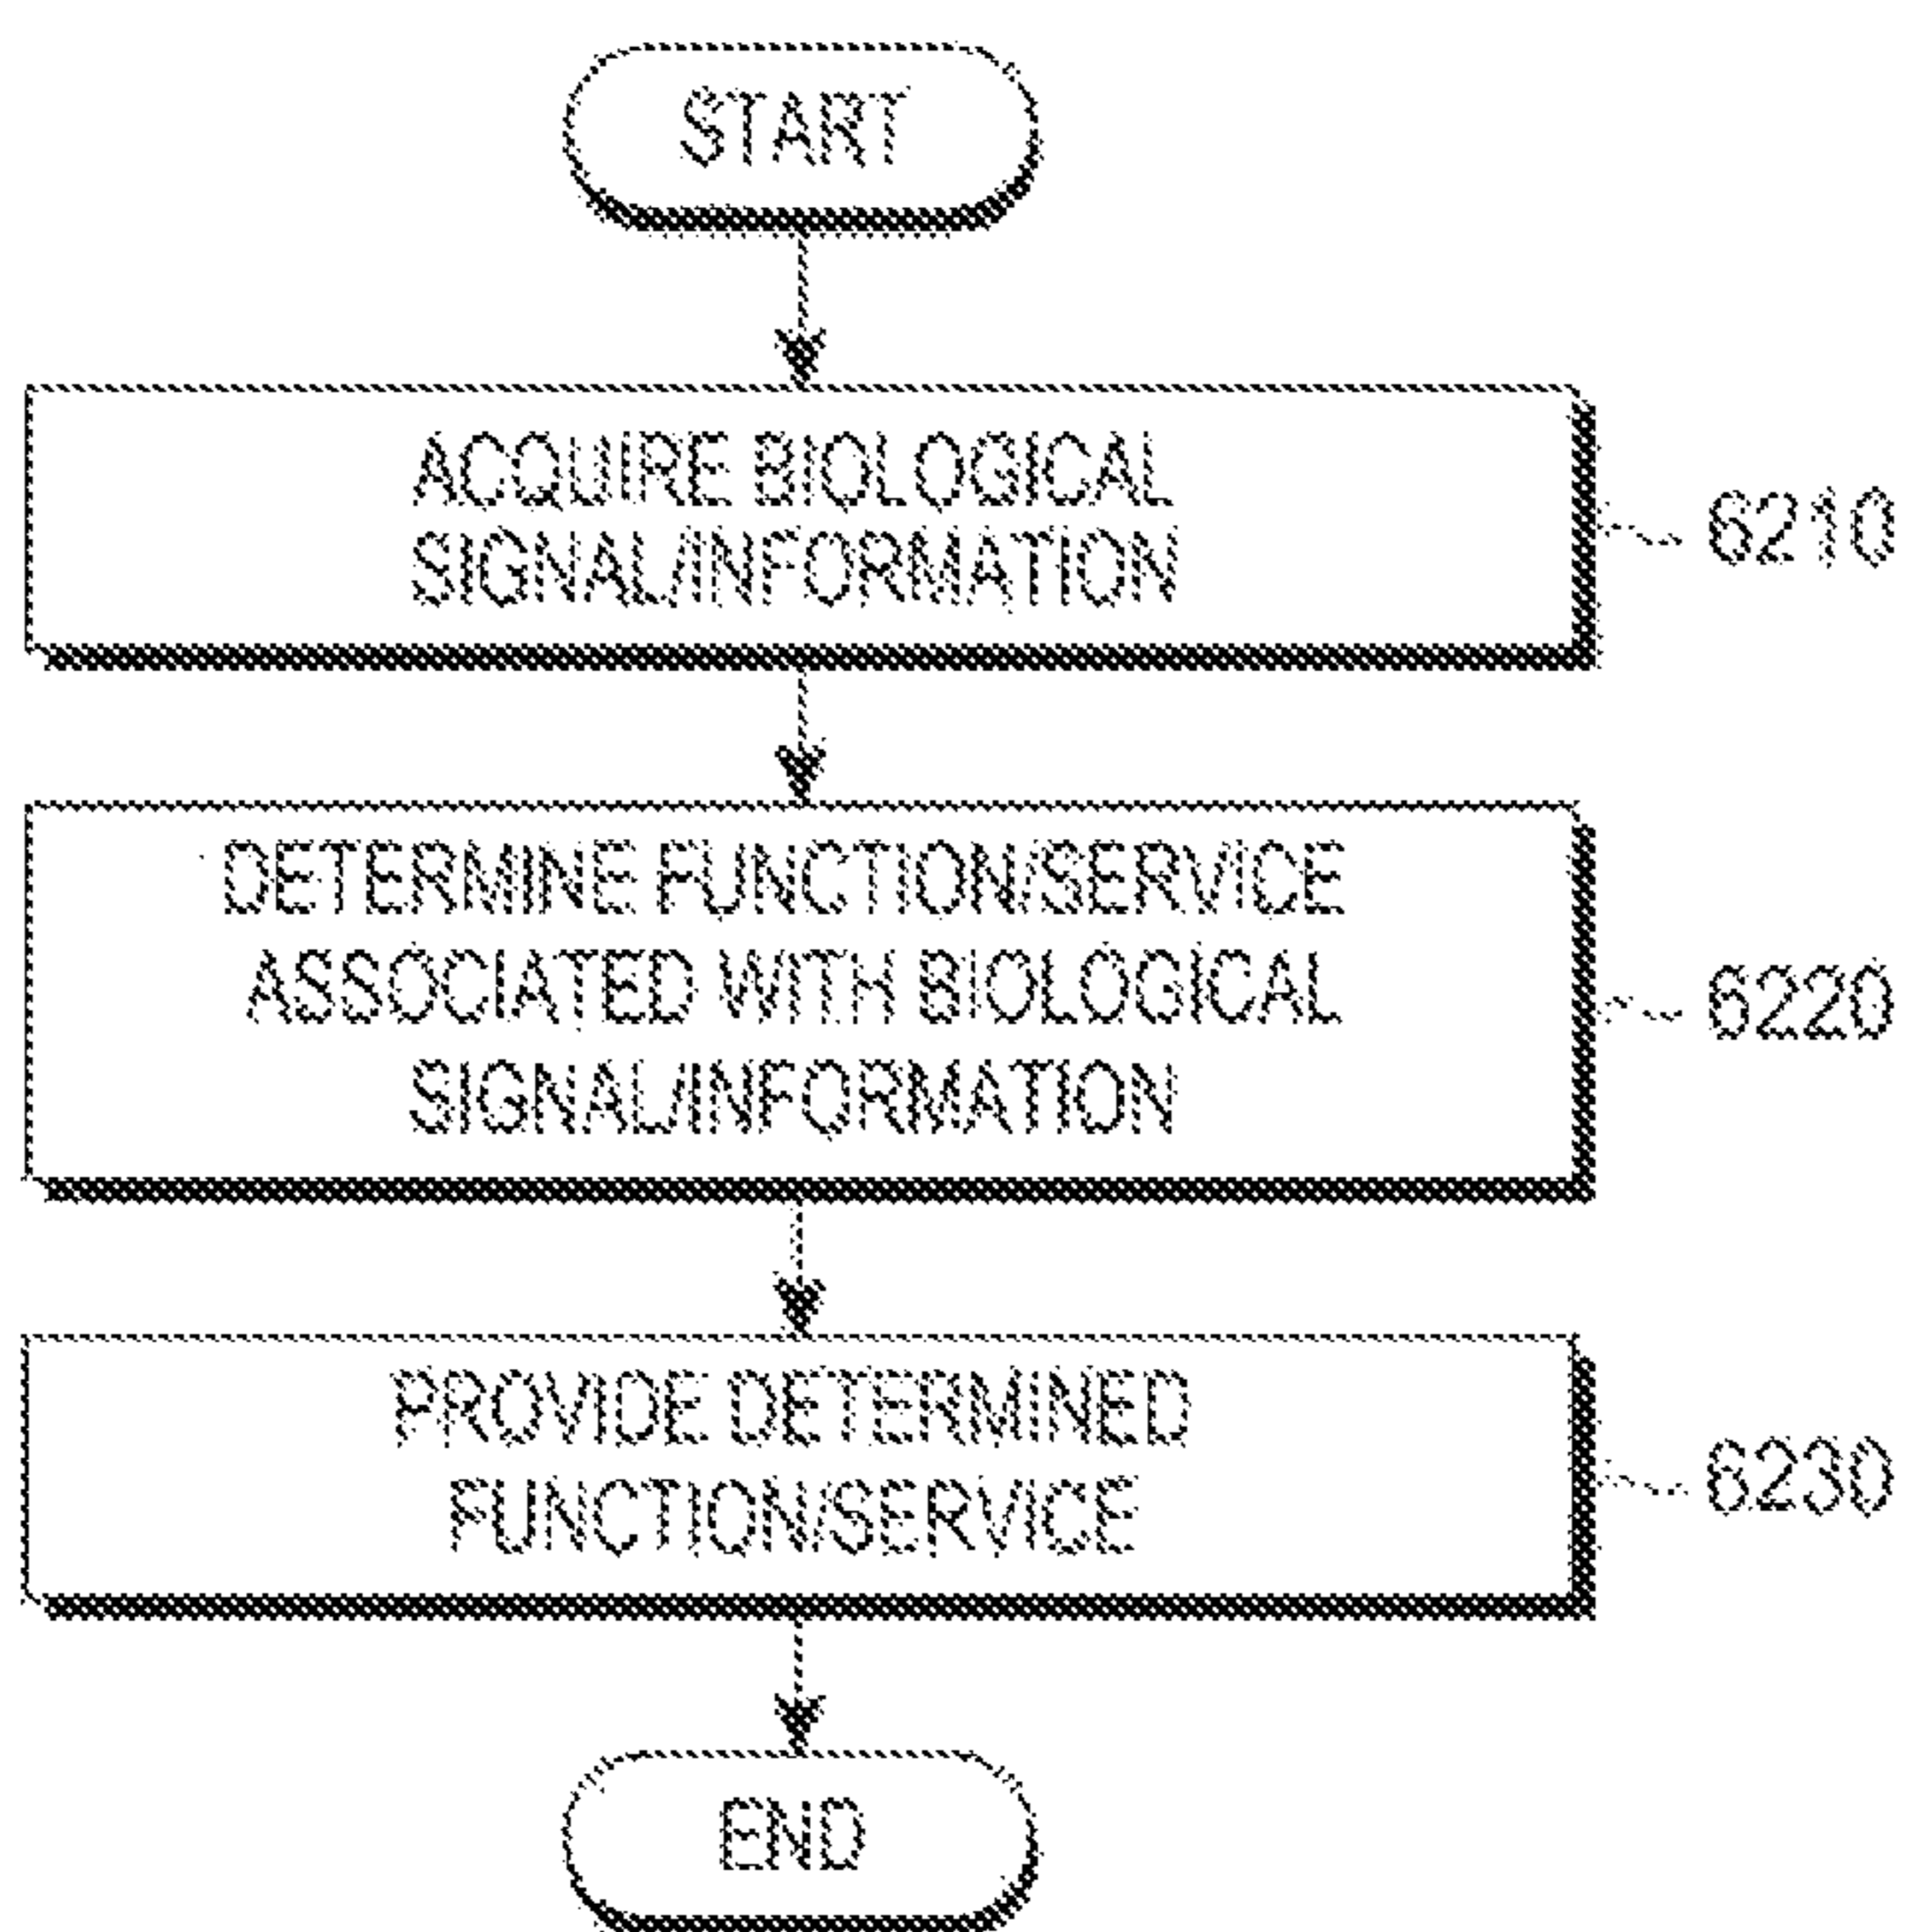 START
ACQUIRE BIOLOGICAL
SIGNAL/INFORMATION
6210
DETERMINE FUNCTION/SERVICE
ASSOCIATED WITH BIOLOGICAL
SIGNAL/INFORMATION
6220
PROVIDE DETERMINED
FUNCTION/SERVICE
6230
END